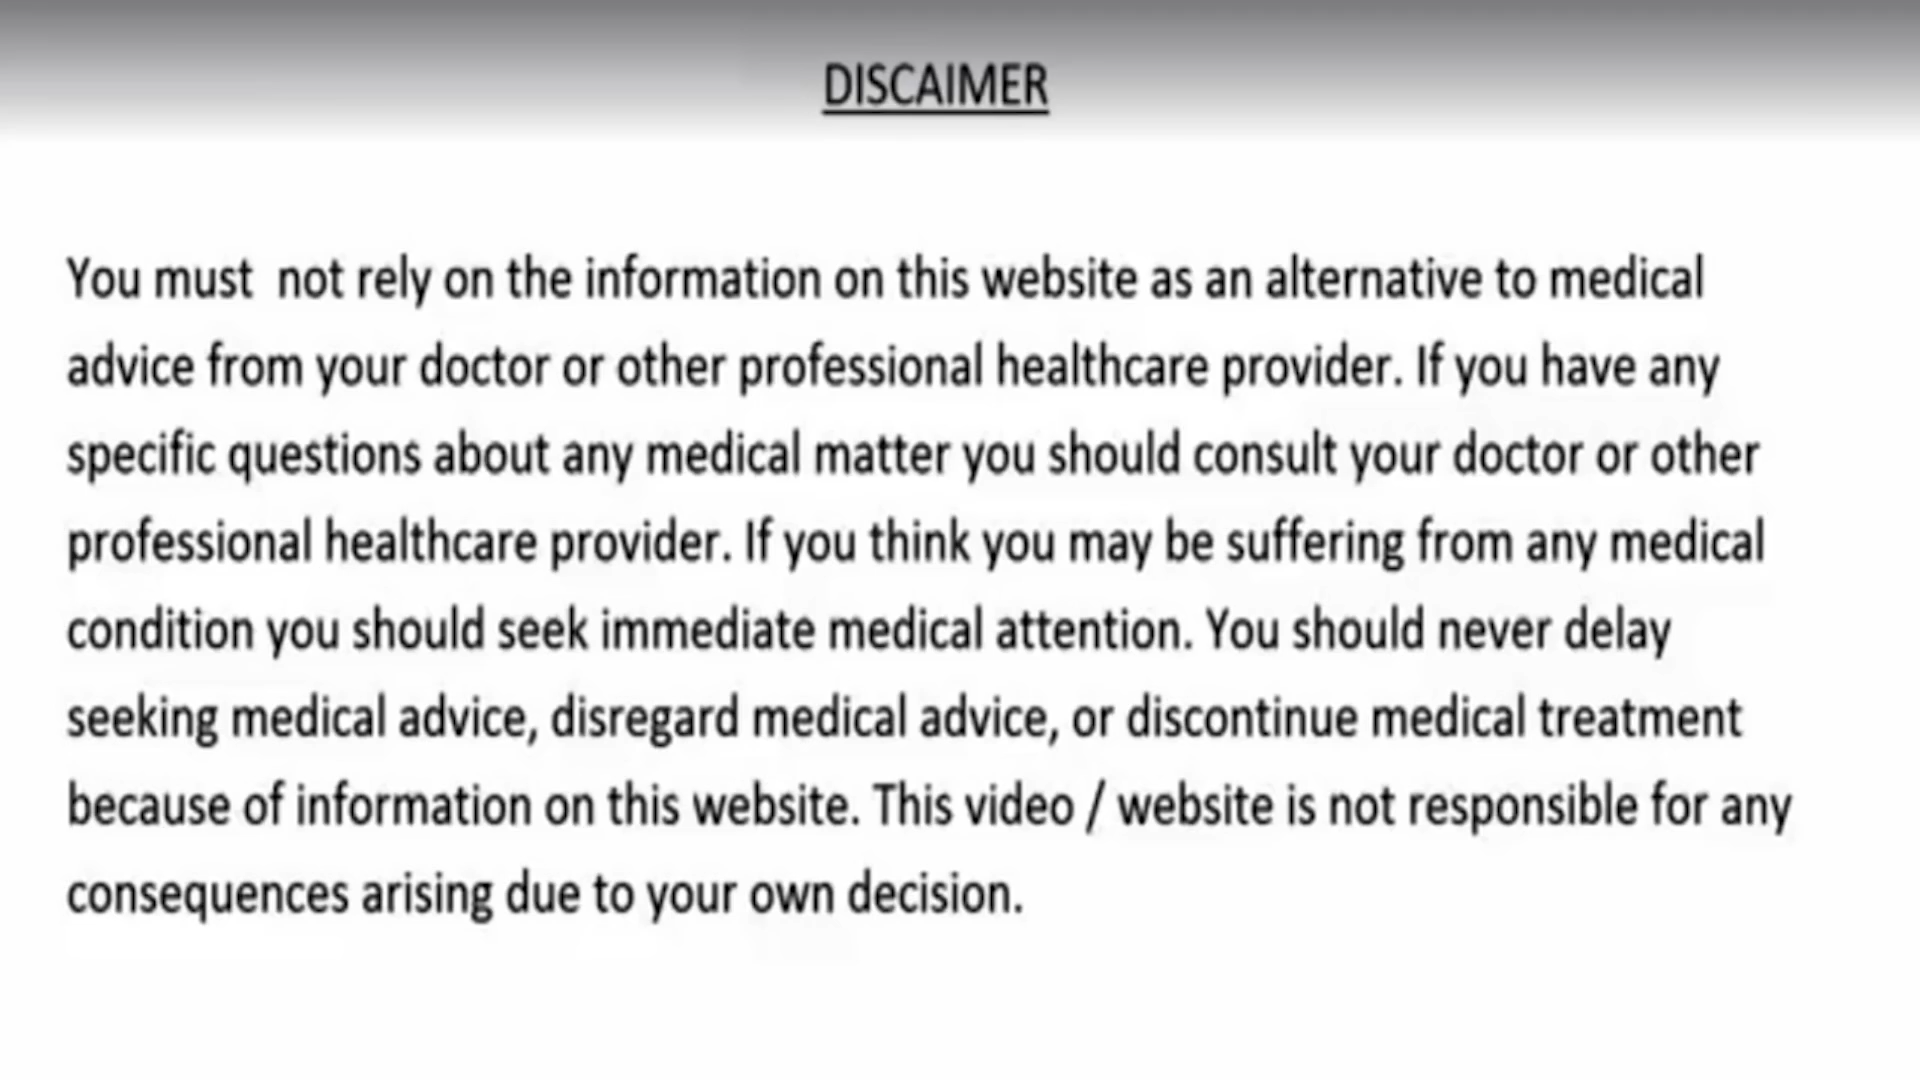 DISCAIMER
You must  not rely on the information on this website as an alternative to medical
advice from your doctor or other professional healthcare provider. If you have any
specific questions about any medical matter you should consult your doctor or other
professional healthcare provider. If you think you may be suffering from any medical
condition you should seek immediate medical attention. You should never delay
seeking medical advice, disregard medical advice, or discontinue medical treatment
because of information on this website. This video / website is not responsible for any
consequences arising due to your own decision.